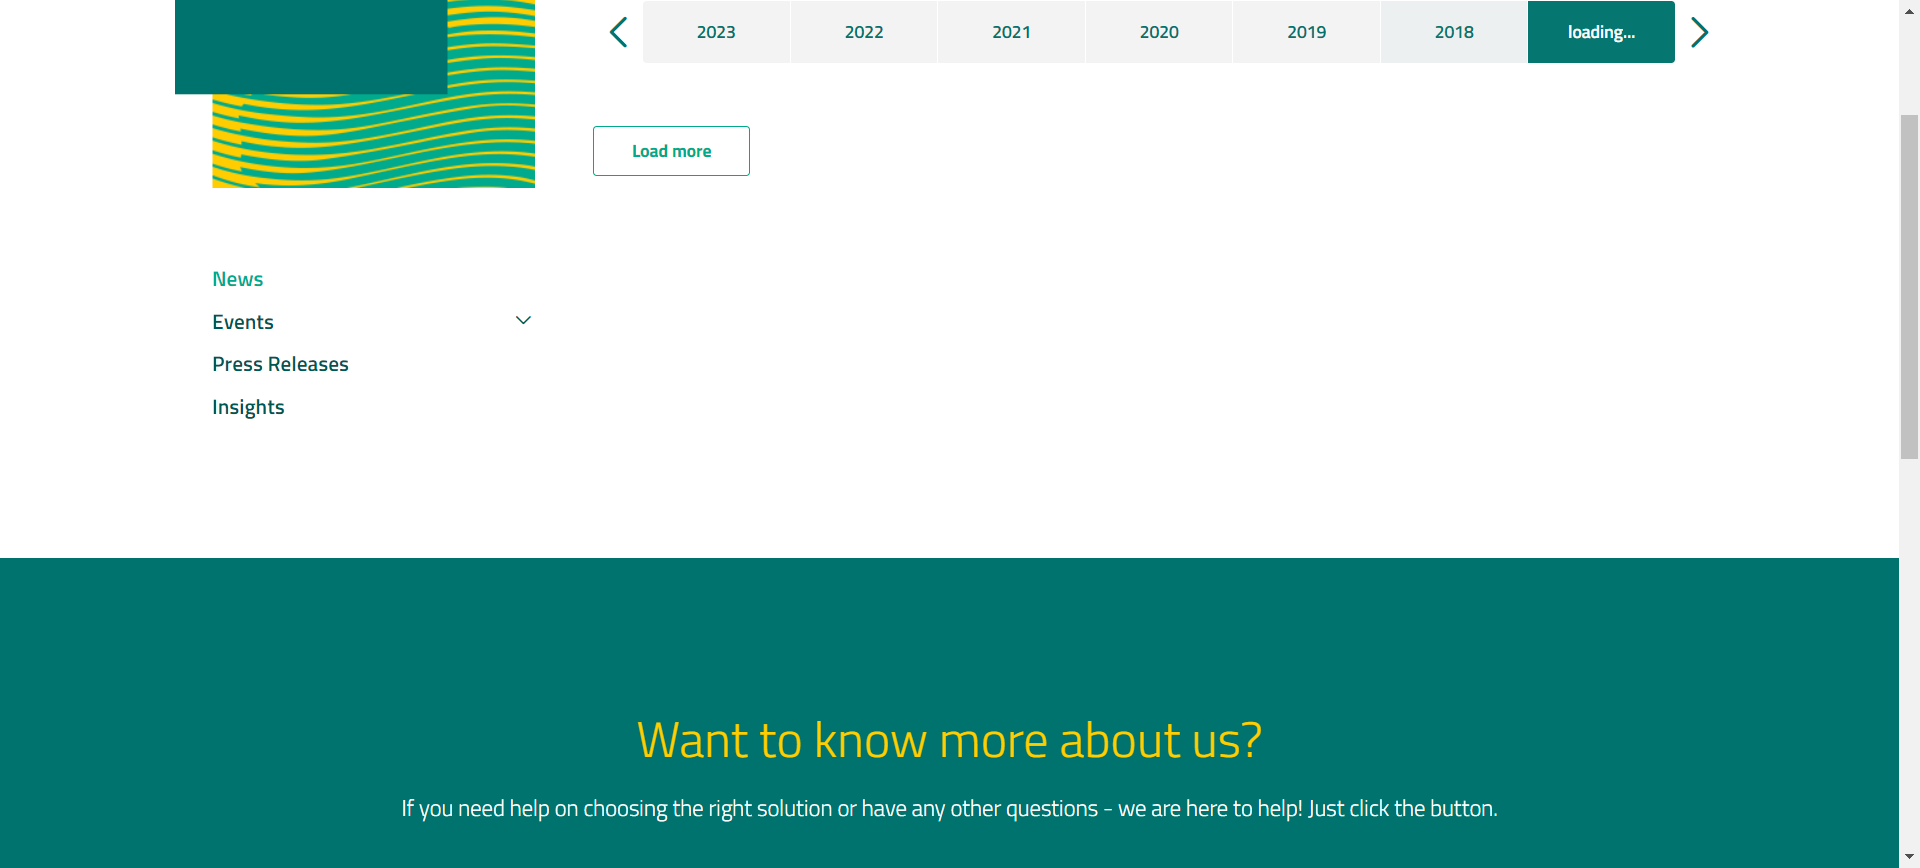 2023
2022
2021
2020
2019
2018
loading...
Load more
News
Events
Press Releases
Insights
Want to know more about us?
If you need help on choosing the right solution or have any other questions - we are here to help! Just click the button.